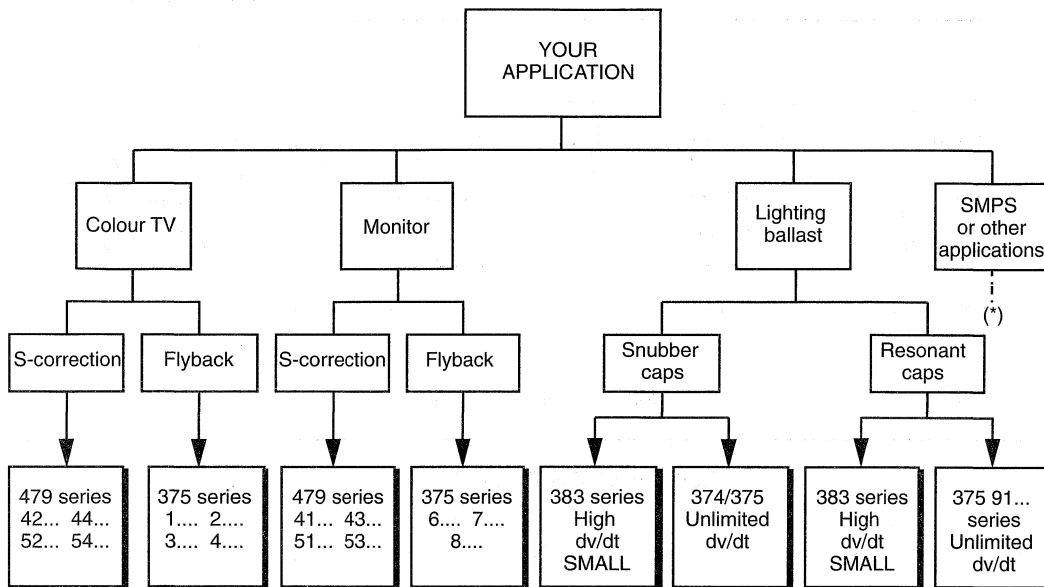 YOUR
APPLICATION
Colour TV
Monitor
Lighting
ballast
SMPS
or other
applications
(*)
S-correction
Flyback
S-correction
Flyback
Snubber
caps
Resonant
caps
479 series
42... 44...
52... 54...
375 series
1.... 2....
3.... 4....
479 series
41... 43...
51... 53...
375 series
6.... 7....
8....
383 series
High
dv/dt
SMALL
374/375
Unlimited
dv/dt
383 series
High
dv/dt
SMALL
375 91...
series
Unlimited
dv/dt